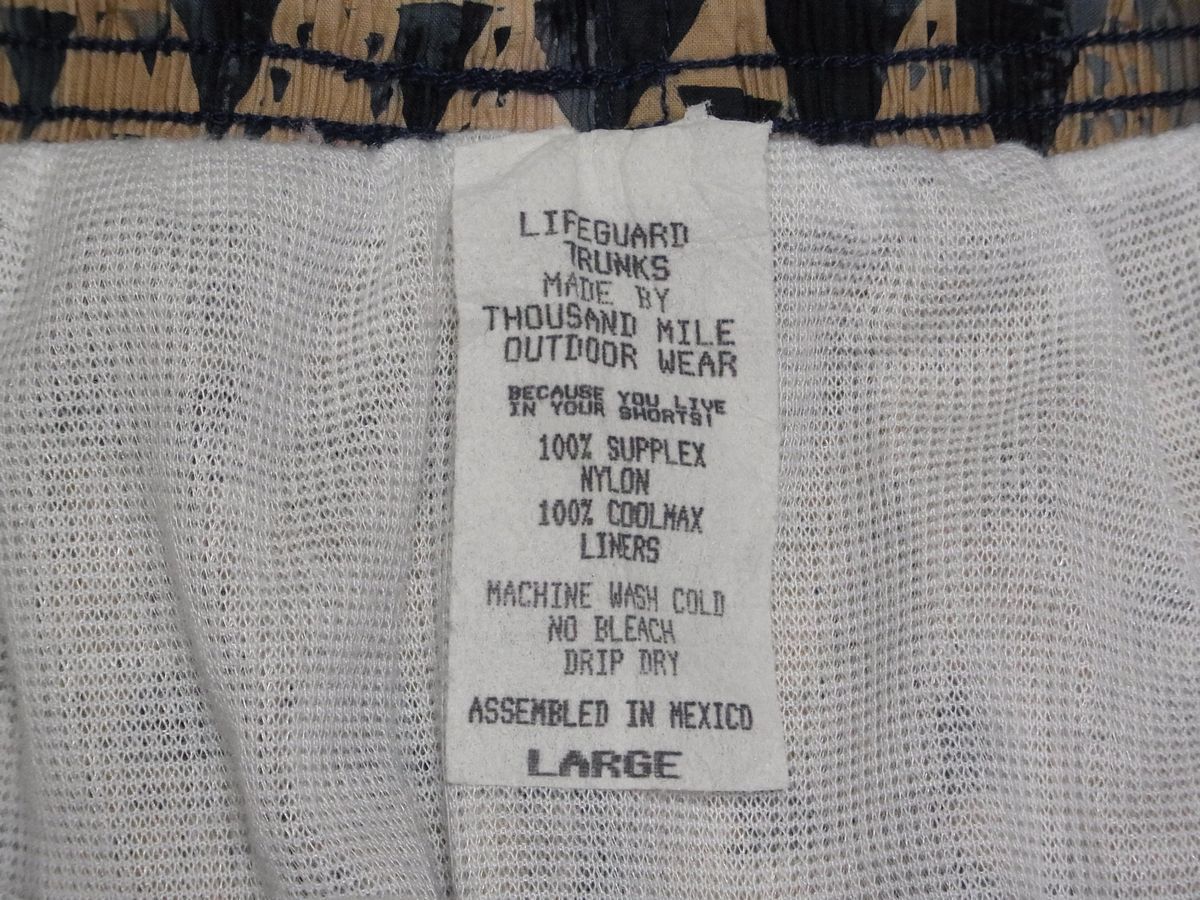 LIFEGUARD
TRUNKS
MADE BY
THOUSAND MILE
OUTDOOR WEAR
BECAUSE YOU LIVE
IN YOUR SHORTS!
100% SUPPLEX
NYLON
100% COOLMAX
LINERS
MACHINE WASH COLD
NO BLEACH
DRIP DRY
ASSEMBLED IN MEXICO
LARGE